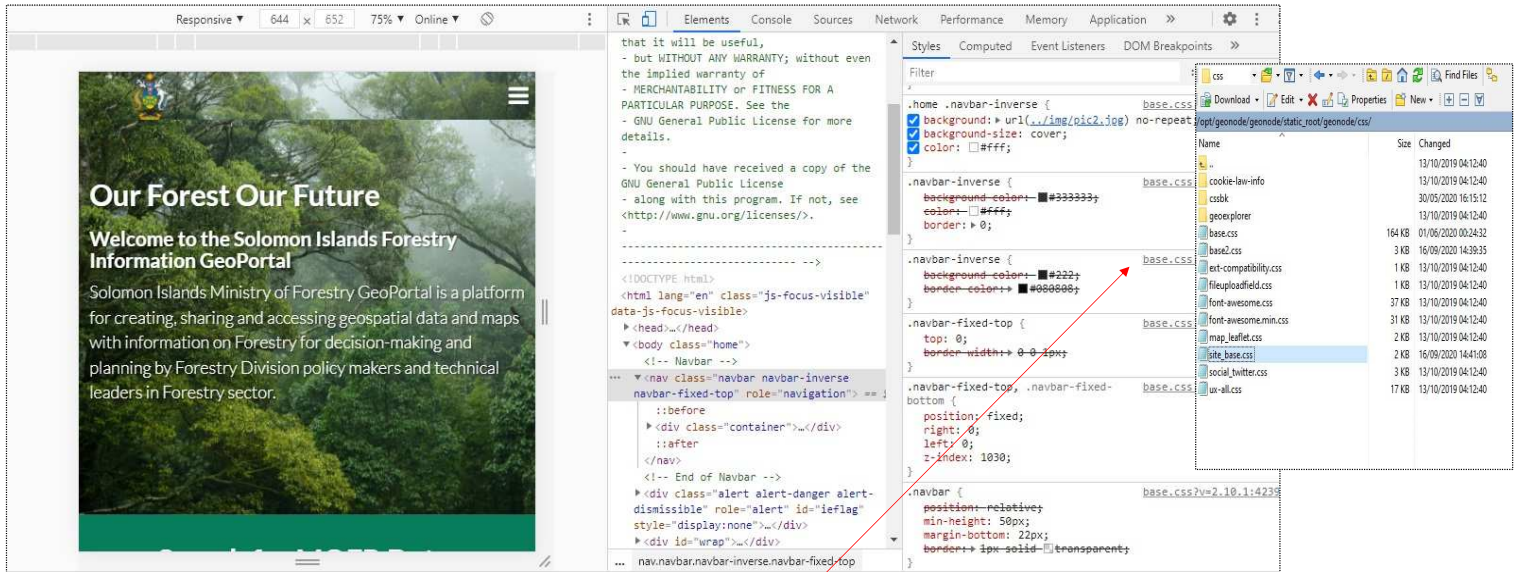 Responsive ▼ 644 x 652 75% ▼ Online ▼
Our Forest Our Future
Welcome to the Solomon Islands Forestry
Information GeoPortal
Solomon Islands Ministry of Forestry GeoPortal is a platform
for creating, sharing and accessing geospatial data and maps
with information on Forestry for decision-making and
planning by Forestry Division policy makers and technical
leaders in Forestry sector.
Elements Console Sources Network Performance Memory Application »
that it will be useful,
- but WITHOUT ANY WARRANTY; without even
the implied warranty of
- MERCHANTABILITY or FITNESS FOR A
PARTICULAR PURPOSE. See the
- GNU General Public License for more
details.
-
- You should have received a copy of the
GNU General Public License
- along with this program. If not, see
<http://www.gnu.org/licenses/>.
-
-->
<!DOCTYPE html>
<html lang="en" class="js-focus-visible"
data-js-focus-visible>
▶<head>…</head>
▼<body class="home">
<!-- Navbar -->
... ▼<nav class="navbar navbar-inverse
navbar-fixed-top" role="navigation"> ==
::before
▶<div class="container">…</div>
::after
</nav>
<!-- End of Navbar -->
▶<div class="alert alert-danger alert-
dismissible" role="alert" id="ieflag"
style="display:none">…</div>
▶<div id="wrap">…</div>
... nav.navbar.navbar-inverse.navbar-fixed-top
Styles Computed Event Listeners DOM Breakpoints »
Filter
}
.home .navbar-inverse { base.css
background: ▶ url(../img/pic2.jpg) no-repeat;
background-size: cover;
color: #fff;
}
.navbar-inverse { base.css
background-color: #333333;
color: #fff;
border: ▶ 0;
}
.navbar-inverse { base.css
background-color: #222;
border-color: ▶ #080808;
}
.navbar-fixed-top { base.css
top: 0;
border-width: ▶ 0 0 1px;
}
.navbar-fixed-top, .navbar-fixed- base.css
bottom {
position: fixed;
right: 0;
left: 0;
z-index: 1030;
}
.navbar { base.css?v=2.10.1:4239
position: relative;
min-height: 50px;
margin-bottom: 22px;
border: ▶ 1px solid transparent;
}
css Find Files
Download Edit Properties New
/opt/geonode/geonode/static_root/geonode/css/
Name Size Changed
.. 13/10/2019 04:12:40
cookie-law-info 13/10/2019 04:12:40
cssbk 30/05/2020 16:15:12
geoexplorer 13/10/2019 04:12:40
base.css 164 KB 01/06/2020 00:24:32
base2.css 3 KB 16/09/2020 14:39:35
ext-compatibility.css 1 KB 13/10/2019 04:12:40
fileuploadfield.css 1 KB 13/10/2019 04:12:40
font-awesome.css 37 KB 13/10/2019 04:12:40
font-awesome.min.css 31 KB 13/10/2019 04:12:40
map_leaflet.css 2 KB 13/10/2019 04:12:40
site_base.css 2 KB 16/09/2020 14:41:08
social_twitter.css 3 KB 13/10/2019 04:12:40
ux-all.css 17 KB 13/10/2019 04:12:40